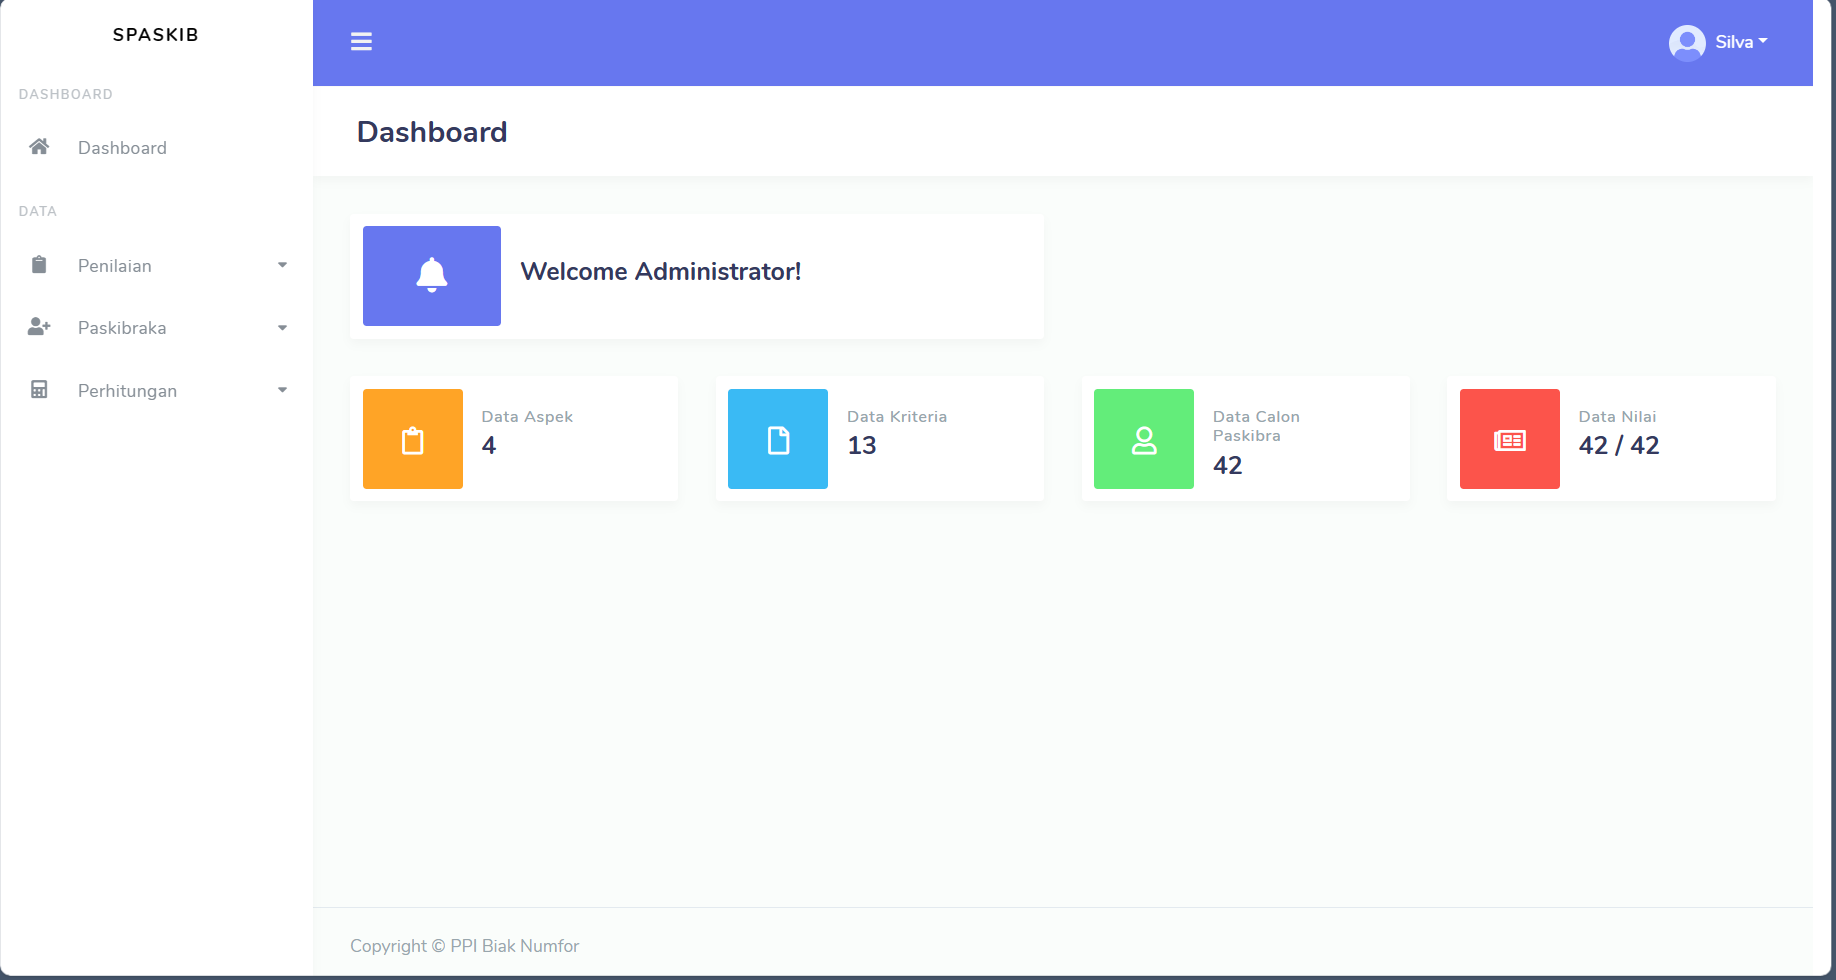 SPASKIB
Silva
DASHBOARD
Dashboard
DATA
Penilaian
Paskibraka
Perhitungan
Dashboard
Welcome Administrator!
Data Aspek
4
Data Kriteria
13
Data Calon
Paskibra
42
Data Nilai
42 / 42
Copyright © PPI Biak Numfor